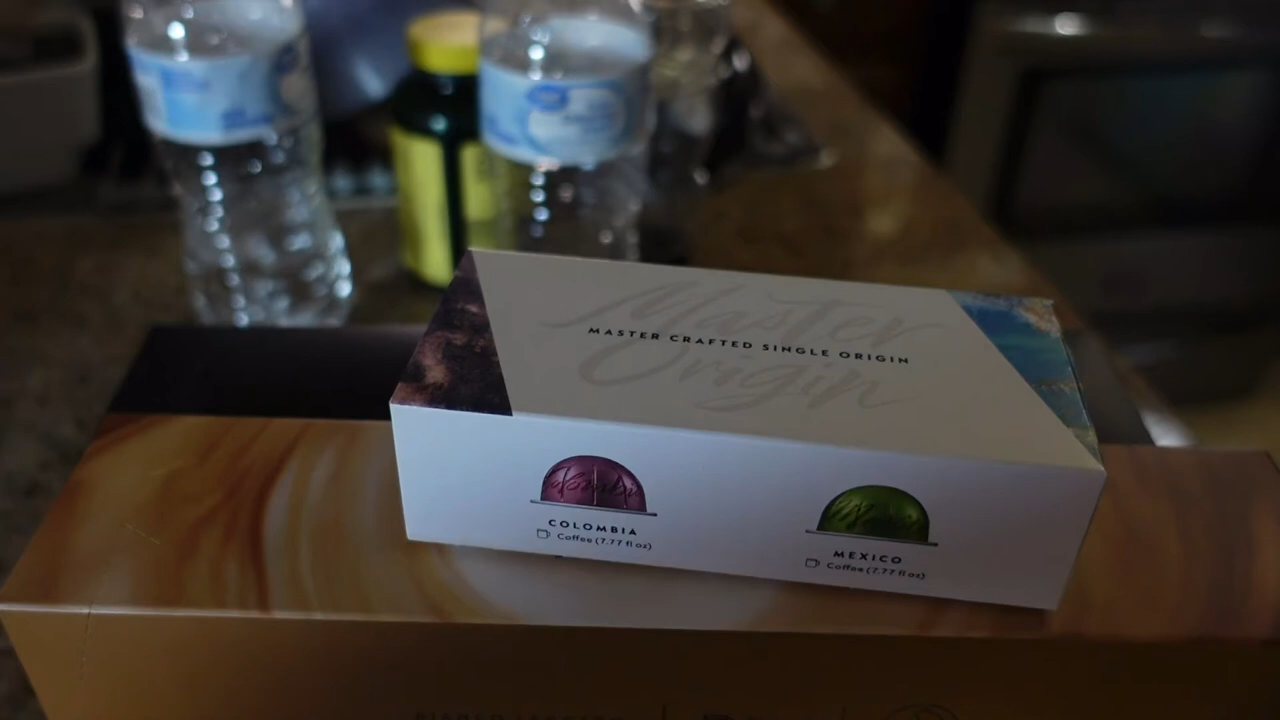 Master
MASTER CRAFTED SINGLE ORIGIN
Origin
COLOMBIA
Coffee (7.77 fl oz)
MEXICO
Coffee (7.77 fl oz)